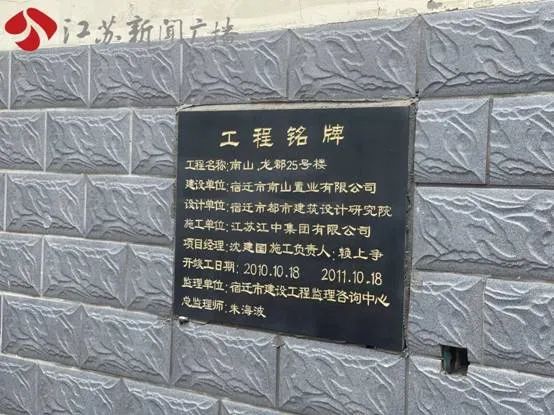 江苏新闻广播
工程铭牌
工程名称:南山.龙郡25号楼
建设单位:宿迁市南山置业有限公司
设计单位:宿迁市都市建筑设计研究院
施工单位:江苏江中集团有限公司
项目经理:沈建国施工负责人:赖上争
开竣工日期:2010.10.18 2011.10.18
监理单位:宿迁市建设工程监理咨询中心
总监理师:朱海波